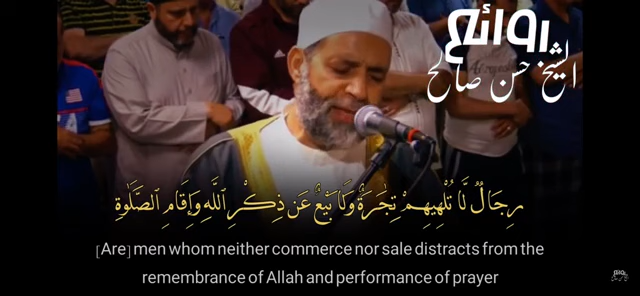 روائع
الشيخ حسن صالح
رِجَالٌ لَّا تُلْهِيهِمْ تِجَٰرَةٌ وَلَا بَيْعٌ عَن ذِكْرِ ٱللَّهِ وَإِقَامِ ٱلصَّلَوٰةِ
[Are] men whom neither commerce nor sale distracts from the
remembrance of Allah and performance of prayer